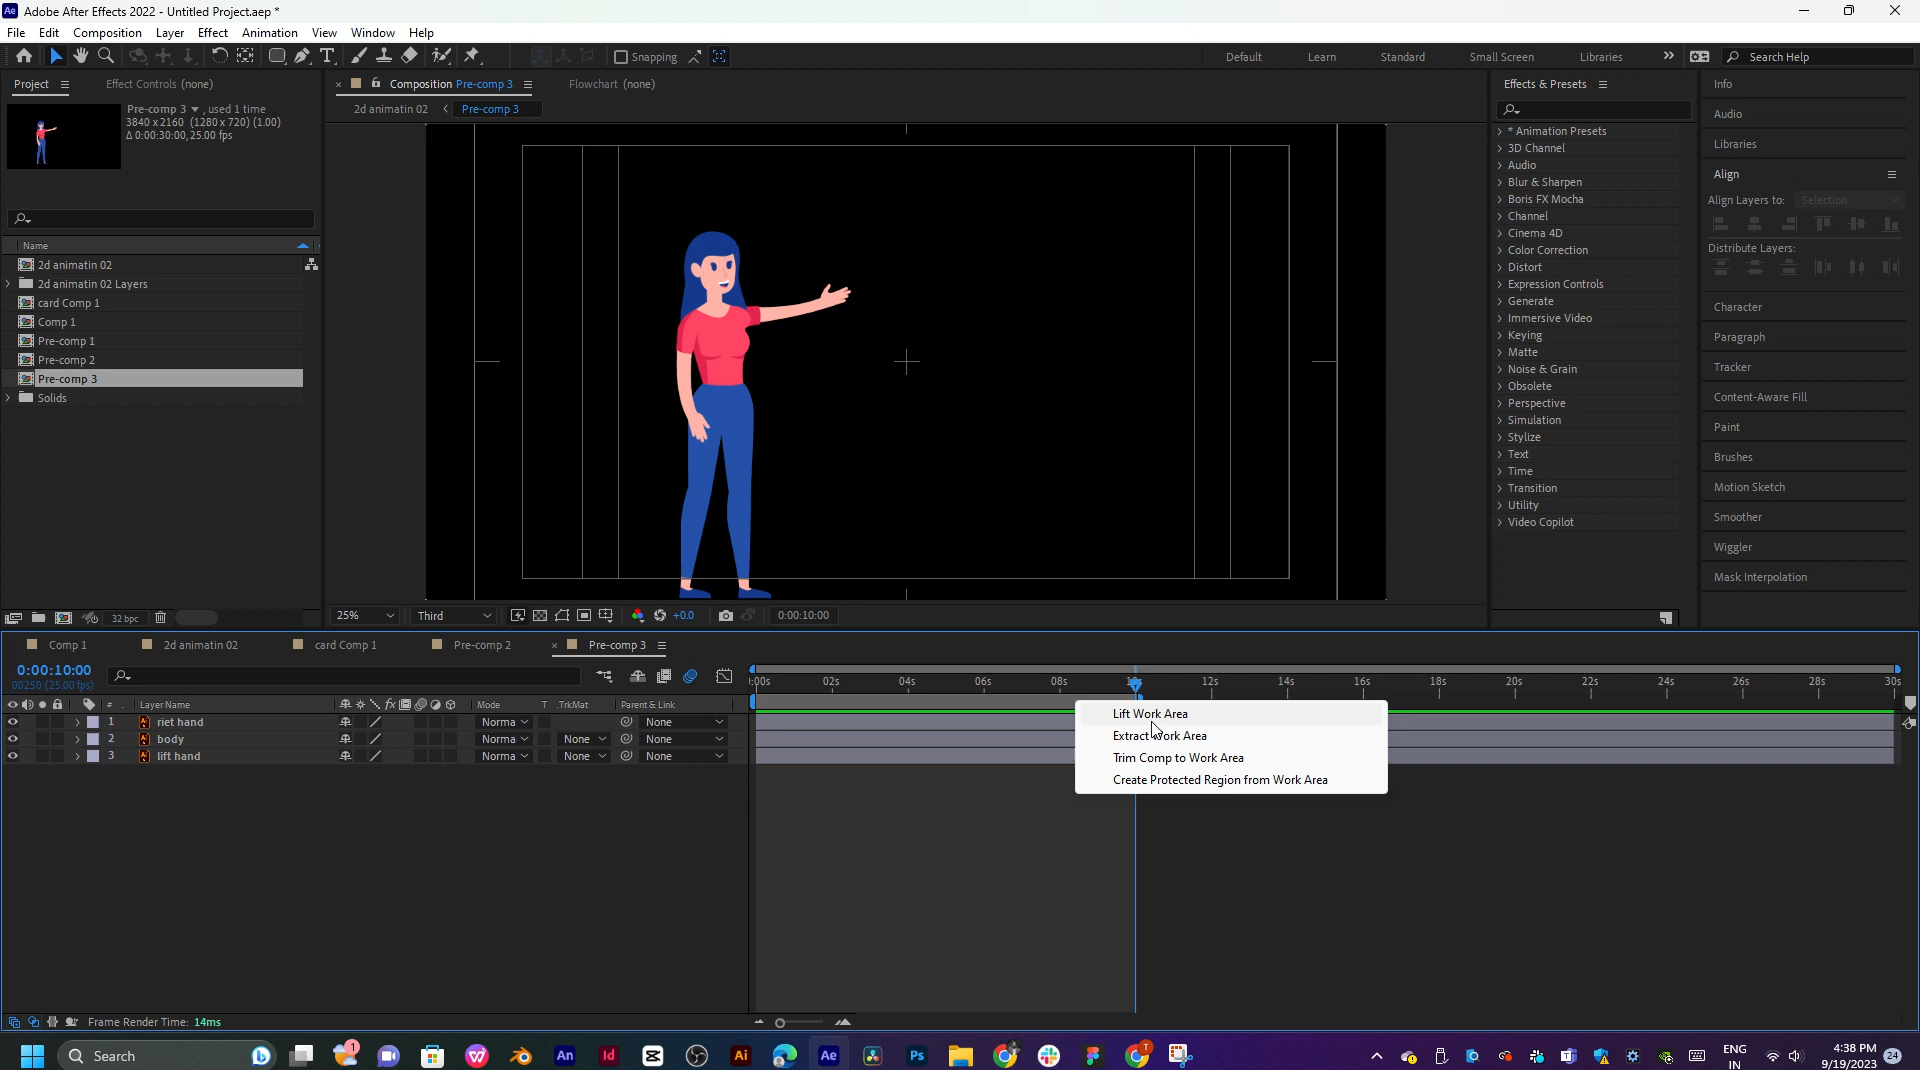 Adobe After Effects 2022 - Untitled Project.aep *
File Edit Composition Layer Effect Animation View Window Help
Snapping
Default Learn Standard Small Screen Libraries
Search Help
Project
Effect Controls (none)
Composition Pre-comp 3
Flowchart (none)
2d animatin 02 Pre-comp 3
Pre-comp 3 , used 1 time
3840 x 2160 (1280 x 720) (1.00)
Δ 0:00:30:00, 25.00 fps
Name
2d animatin 02
2d animatin 02 Layers
card Comp 1
Comp 1
Pre-comp 1
Pre-comp 2
Pre-comp 3
Solids
32 bpc
25% Third +0.0 0:00:10:00
Effects & Presets
* Animation Presets
3D Channel
Audio
Blur & Sharpen
Boris FX Mocha
Channel
Cinema 4D
Color Correction
Distort
Expression Controls
Generate
Immersive Video
Keying
Matte
Noise & Grain
Obsolete
Perspective
Simulation
Stylize
Text
Time
Transition
Utility
Video Copilot
Info
Audio
Libraries
Align
Align Layers to: Selection
Distribute Layers:
Character
Paragraph
Tracker
Content-Aware Fill
Paint
Brushes
Motion Sketch
Smoother
Wiggler
Mask Interpolation
Comp 1 2d animatin 02 card Comp 1 Pre-comp 2 Pre-comp 3
0:00:10:00
00250 (25.00 fps)
:00s 02s 04s 06s 08s 12s 14s 16s 18s 20s 22s 24s 26s 28s 30s
# Layer Name Mode T .TrkMat Parent & Link
1 riet hand Norma None
2 body Norma None None
3 lift hand Norma None None
Lift Work Area
Extract Work Area
Trim Comp to Work Area
Create Protected Region from Work Area
Frame Render Time: 14ms
Search
ENG
IN
4:38 PM
9/19/2023
24